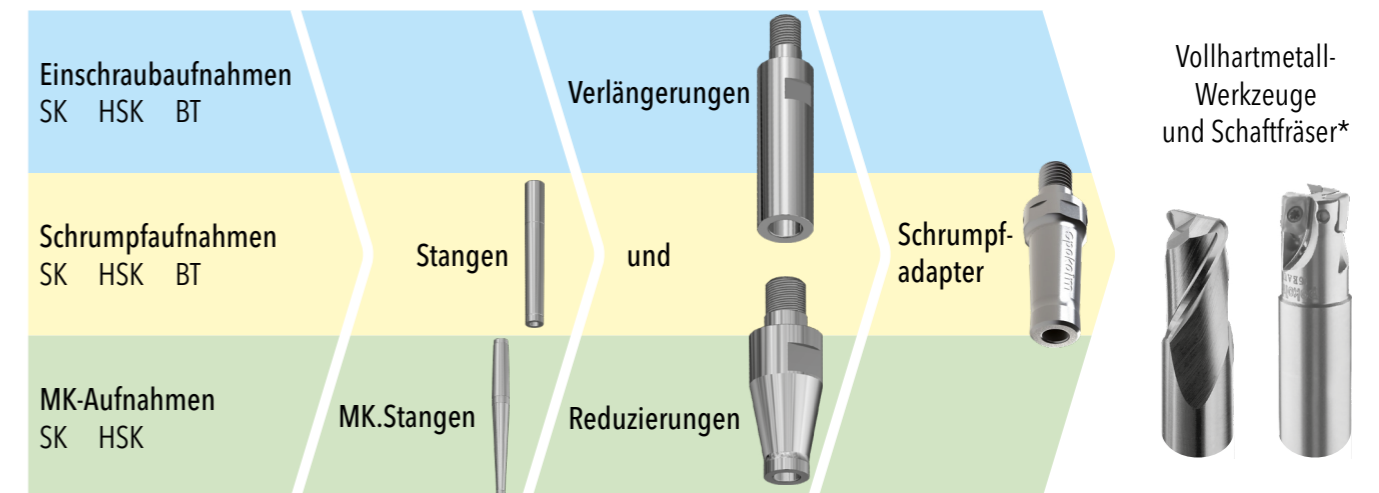 Einschraubaufnahmen
SK HSK BT
Verlängerungen
Schrumpfaufnahmen
SK HSK BT
Stangen
und
Schrumpf-
adapter
MK-Aufnahmen
SK HSK
MK.Stangen
Reduzierungen
Vollhartmetall-
Werkzeuge
und Schaftfräser*